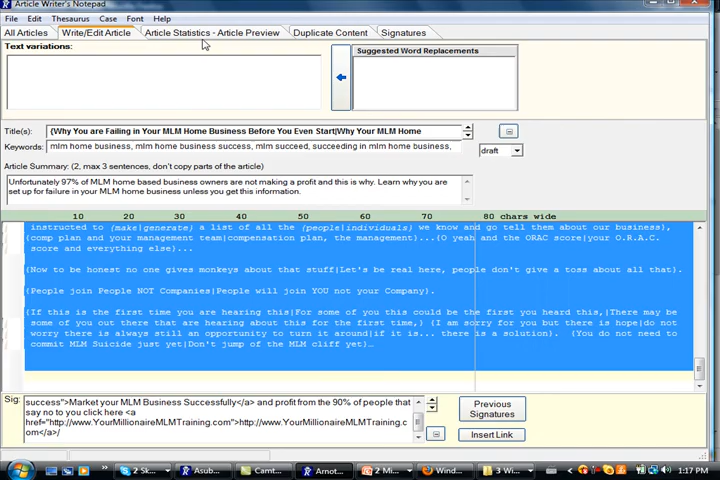 Article Writer's Notepad
File Edit Thesaurus Case Font Help
All Articles Write/Edit Article Article Statistics - Article Preview Duplicate Content Signatures
Text variations:
Suggested Word Replacements
Title(s): {Why You are Failing in Your MLM Home Business Before You Even Start|Why Your MLM Home
Keywords: mlm home business, mlm home business success, mlm succeed, succeeding in mlm home business,
draft
Article Summary: (2, max 3 sentences, don't copy parts of the article)
Unfortunately 97% of MLM home based business owners are not making a profit and this is why. Learn why you are
set up for failure in your MLM home business unless you get this information.
10 20 30 40 50 60 70 80 chars wide
instructed to {make|generate} a list of all the {people|individuals} we know and go tell them about our business},
{comp plan and your management team|compensation plan, the management}...{O yeah and the ORAC score|your O.R.A.C.
score and everything else}...
{Now to be honest no one gives monkeys about that stuff|Let's be real here, people don't give a toss about all that}.
{People join People NOT Companies|People will join YOU not your Company}.
{If this is the first time you are hearing this|For some of you this could be the first you heard this,|There may be
some of you out there that are hearing about this for the first time,} {I am sorry for you but there is hope|do not
worry there is always still an opportunity to turn it around|if it is... there is a solution}. {You do not need to
commit MLM Suicide just yet|Don't jump of the MLM cliff yet}…
Sig:
success">Market your MLM Business Successfully</a> and profit from the 90% of people that
say no to you click here <a
href="http://www.YourMillionaireMLMTraining.com">http://www.YourMillionaireMLMTraining.c
om</a>/
Previous
Signatures
Insert Link
2 Sk... Asub... Camt... Arnot... 2 Mi... Wind... 3 Win... 1:17 PM